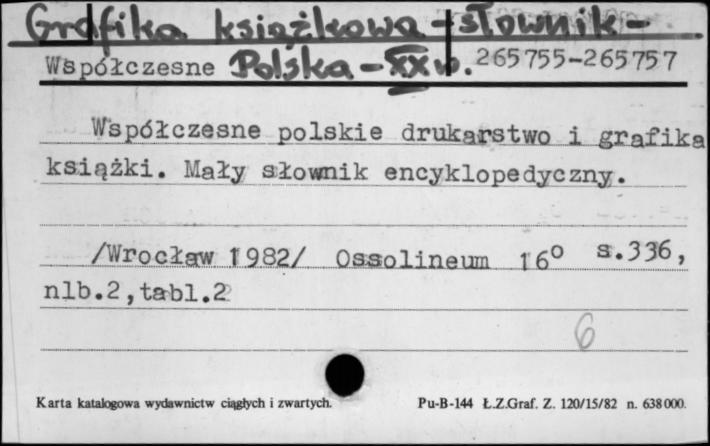 Grafika książkowa - słownik -
Współczesne Polska - XX w. 265755-265757
Współczesne polskie drukarstwo i grafika
książki. Mały słownik encyklopedyczny.
/Wrocław 1982/ Ossolineum 16° s.336,
nlb.2,tabl.2
6
Karta katalogowa wydawnictw ciągłych i zwartych. Pu-B-144 Ł.Z.Graf. Z. 120/15/82 n. 638000.